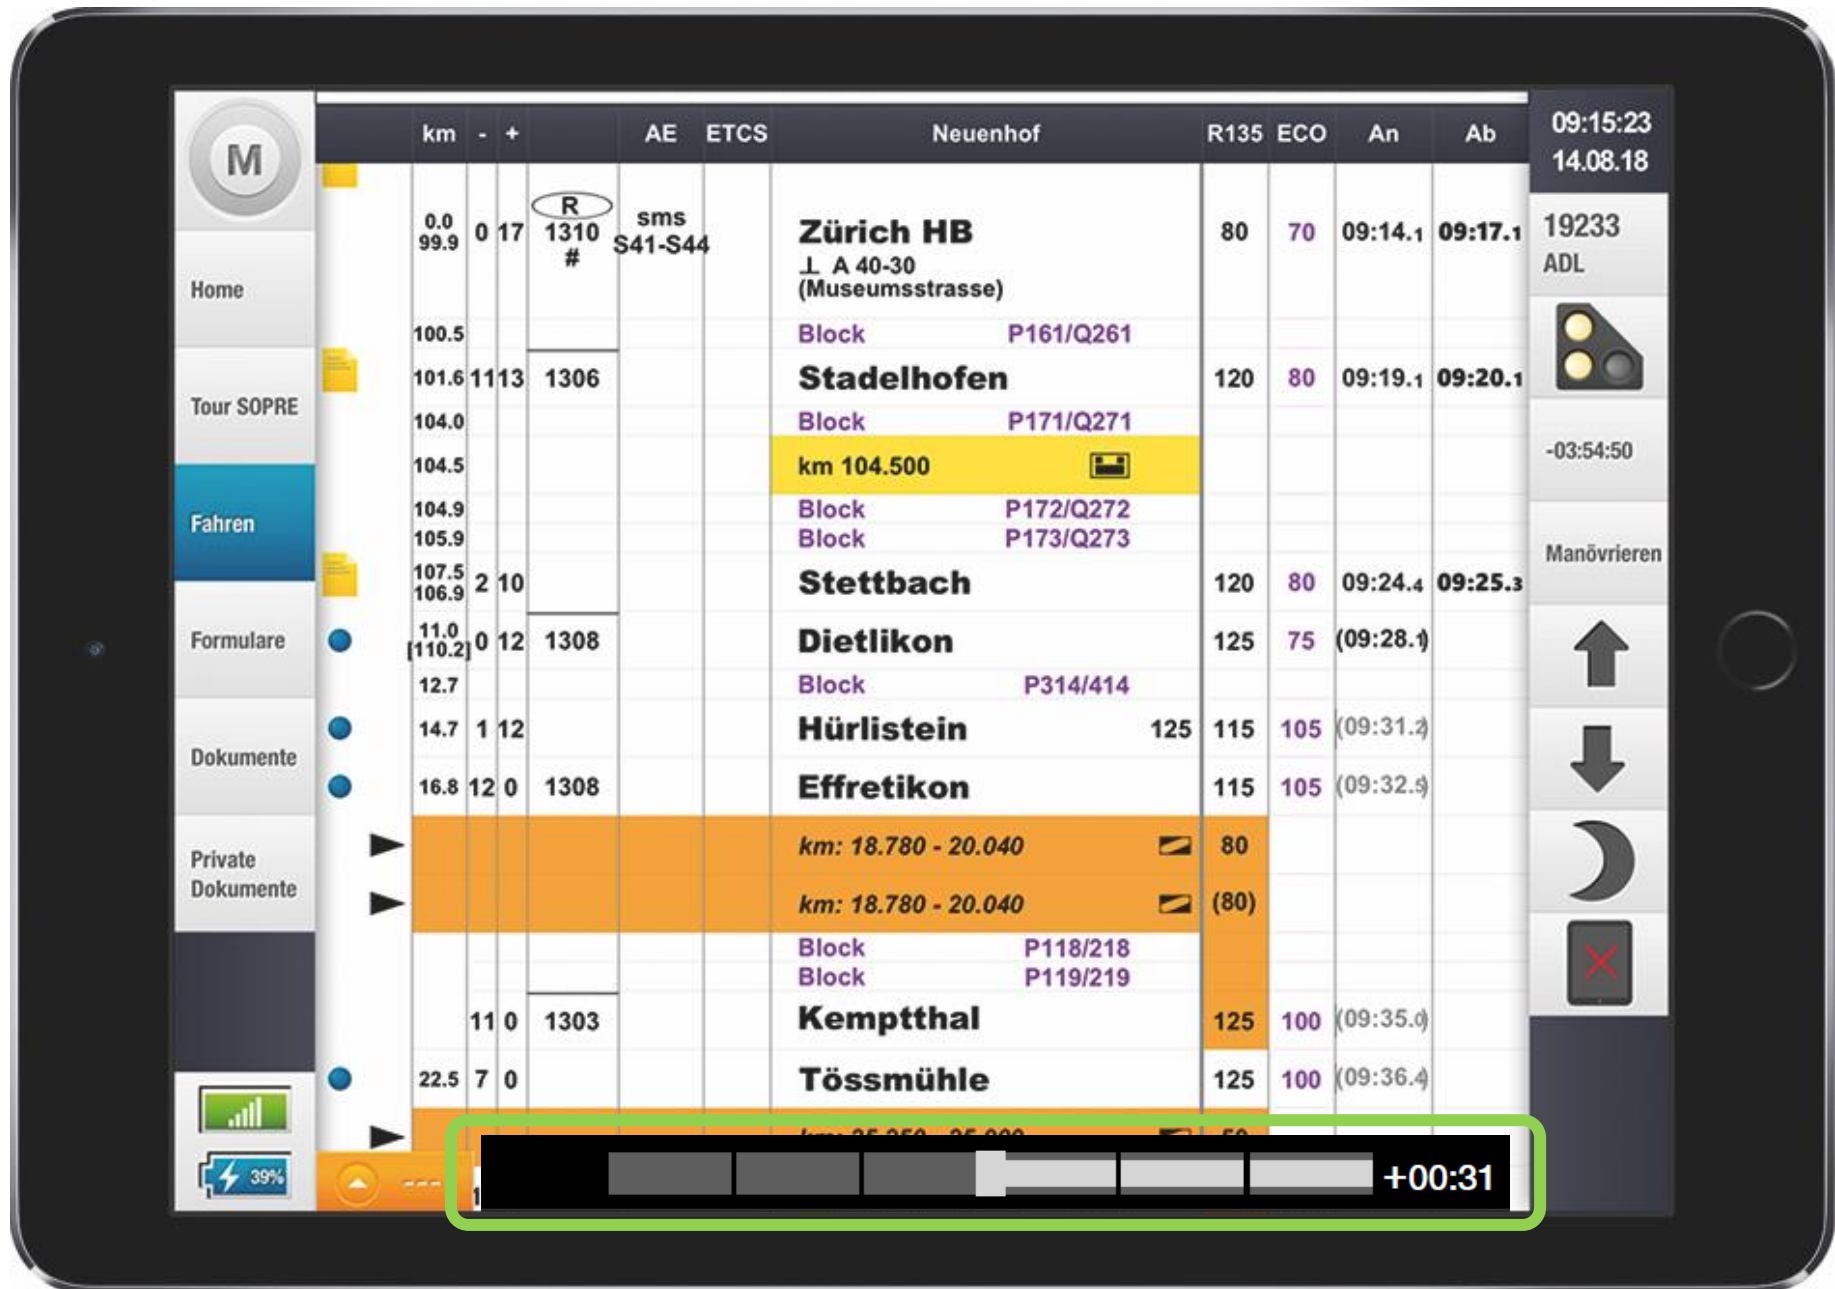 M
Home
Tour SOPRE
Fahren
Formulare
Dokumente
Private
Dokumente
39%
km - + AE ETCS Neuenhof R135 ECO An Ab
0.0
99.9 0 17 R
1310
# sms
S41-S44 Zürich HB 80 70 09:14.1 09:17.1
⊥ A 40-30
(Museumsstrasse)
100.5 Block P161/Q261
101.6 11 13 1306 Stadelhofen 120 80 09:19.1 09:20.1
104.0 Block P171/Q271
104.5 km 104.500
104.9 Block P172/Q272
105.9 Block P173/Q273
107.5
106.9 2 10 Stettbach 120 80 09:24.4 09:25.3
11.0
[110.2] 0 12 1308 Dietlikon 125 75 (09:28.1)
12.7 Block P314/414
14.7 1 12 Hürlistein 125 115 105 (09:31.2)
16.8 12 0 1308 Effretikon 115 105 (09:32.5)
km: 18.780 - 20.040 80
km: 18.780 - 20.040 (80)
Block P118/218
Block P119/219
11 0 1303 Kemptthal 125 100 (09:35.0)
22.5 7 0 Tössmühle 125 100 (09:36.4)
---
+00:31
09:15:23
14.08.18
19233
ADL
-03:54:50
Manövrieren